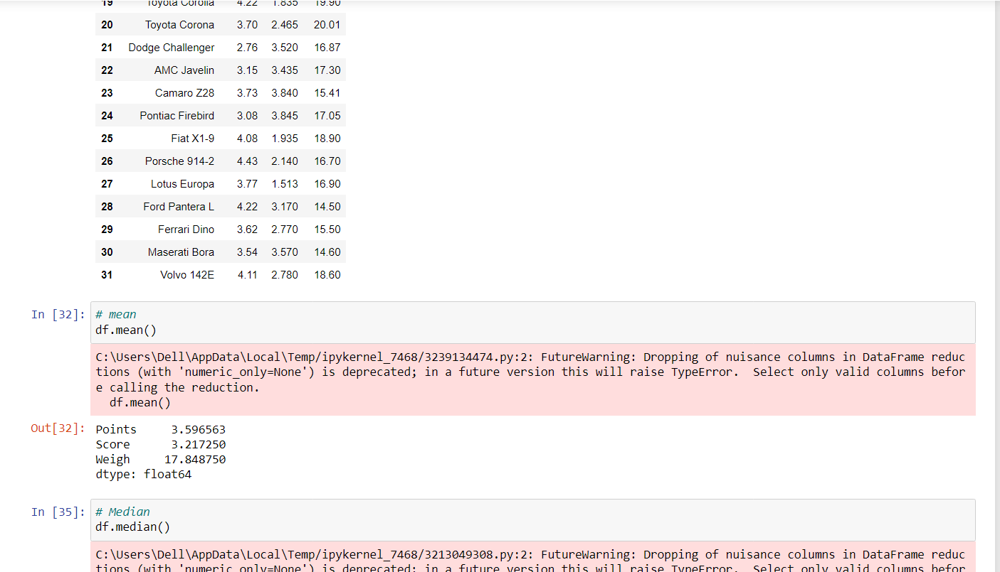 19 Toyota Corolla 4.22 1.835 19.90
20 Toyota Corona 3.70 2.465 20.01
21 Dodge Challenger 2.76 3.520 16.87
22 AMC Javelin 3.15 3.435 17.30
23 Camaro Z28 3.73 3.840 15.41
24 Pontiac Firebird 3.08 3.845 17.05
25 Fiat X1-9 4.08 1.935 18.90
26 Porsche 914-2 4.43 2.140 16.70
27 Lotus Europa 3.77 1.513 16.90
28 Ford Pantera L 4.22 3.170 14.50
29 Ferrari Dino 3.62 2.770 15.50
30 Maserati Bora 3.54 3.570 14.60
31 Volvo 142E 4.11 2.780 18.60
In [32]: # mean
df.mean()
C:\Users\Dell\AppData\Local\Temp/ipykernel_7468/3239134474.py:2: FutureWarning: Dropping of nuisance columns in DataFrame reduc
tions (with 'numeric_only=None') is deprecated; in a future version this will raise TypeError.  Select only valid columns befor
e calling the reduction.
  df.mean()
Out[32]: Points 3.596563
Score 3.217250
Weigh 17.848750
dtype: float64
In [35]: # Median
df.median()
C:\Users\Dell\AppData\Local\Temp/ipykernel_7468/3213049308.py:2: FutureWarning: Dropping of nuisance columns in DataFrame reduc
tions (with 'numeric_only=None') is deprecated; in a future version this will raise TypeError.  Select only valid columns befor